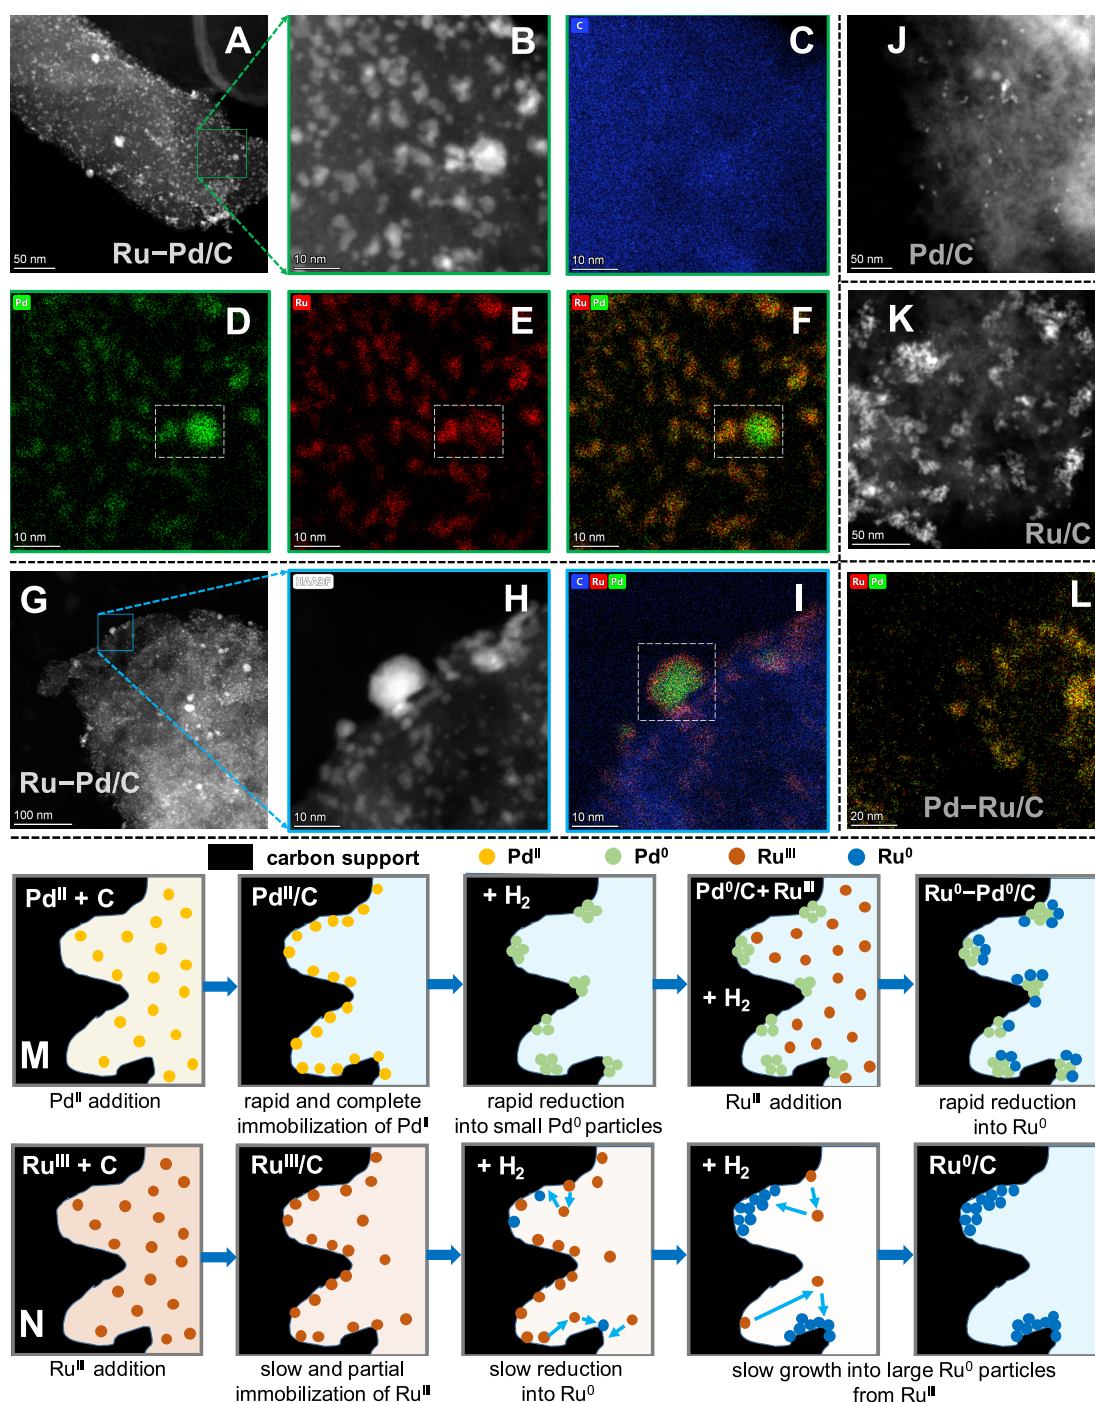 A
Ru−Pd/C
50 nm
B
10 nm
C
C
10 nm
J
Pd/C
50 nm
Pd
D
10 nm
Ru
E
10 nm
Ru Pd
F
10 nm
K
Ru/C
50 nm
G
Ru−Pd/C
100 nm
HAADF
H
10 nm
C Ru Pd
I
10 nm
Ru Pd
L
Pd−Ru/C
20 nm
carbon support
Pdᴵᴵ
Pd⁰
Ruᴵᴵᴵ
Ru⁰
Pdᴵᴵ + C
M
Pdᴵᴵ addition
Pdᴵᴵ/C
rapid and complete
immobilization of Pdᴵᴵ
+ H₂
rapid reduction
into small Pd⁰ particles
Pd⁰/C+Ruᴵᴵᴵ
+ H₂
Ruᴵᴵᴵ addition
Ru⁰−Pd⁰/C
rapid reduction
into Ru⁰
Ruᴵᴵᴵ + C
N
Ruᴵᴵᴵ addition
Ruᴵᴵᴵ/C
slow and partial
immobilization of Ruᴵᴵᴵ
+ H₂
slow reduction
into Ru⁰
+ H₂
Ru⁰/C
slow growth into large Ru⁰ particles
from Ruᴵᴵᴵ